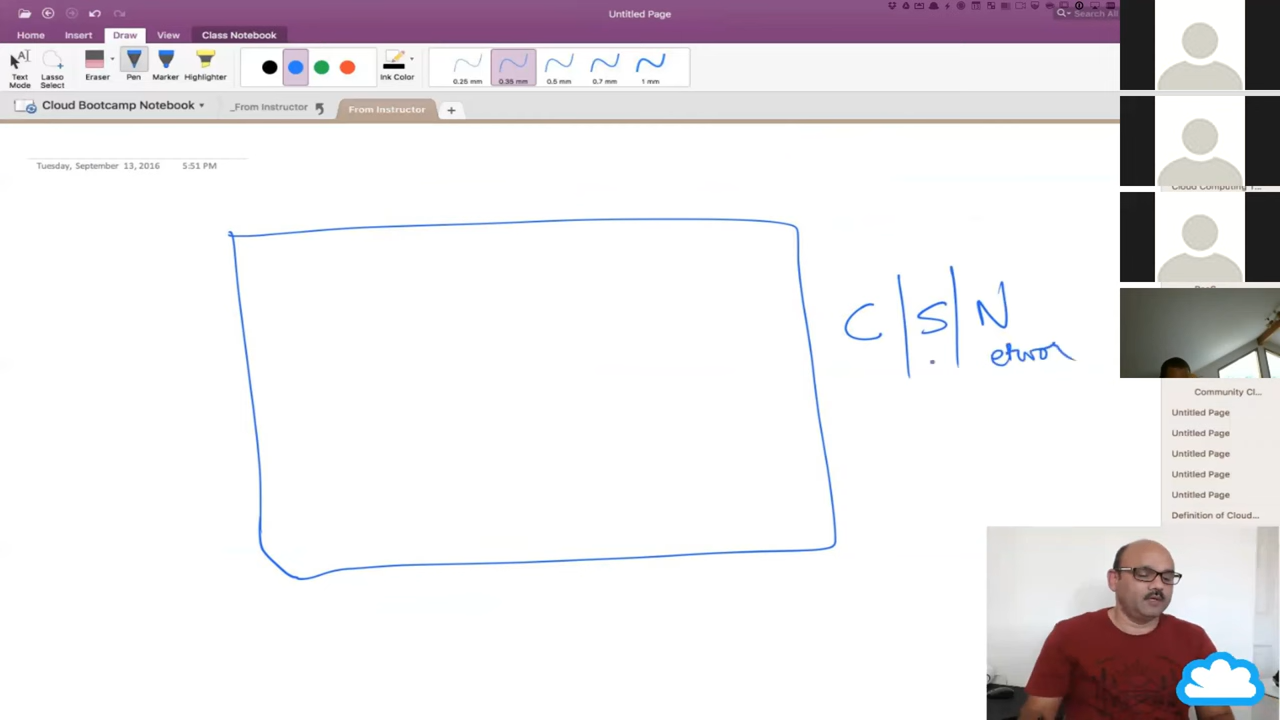 Untitled Page
Search All
Home Insert Draw View Class Notebook
Text Mode
Lasso Select
Eraser
Pen
Marker
Highlighter
Ink Color
0.25 mm 0.35 mm 0.5 mm 0.7 mm 1 mm
Cloud Bootcamp Notebook
_From Instructor
From Instructor
+
Tuesday, September 13, 2016 5:51 PM
C | S | N
etwor
Community Cl...
Untitled Page
Untitled Page
Untitled Page
Untitled Page
Untitled Page
Definition of Cloud...